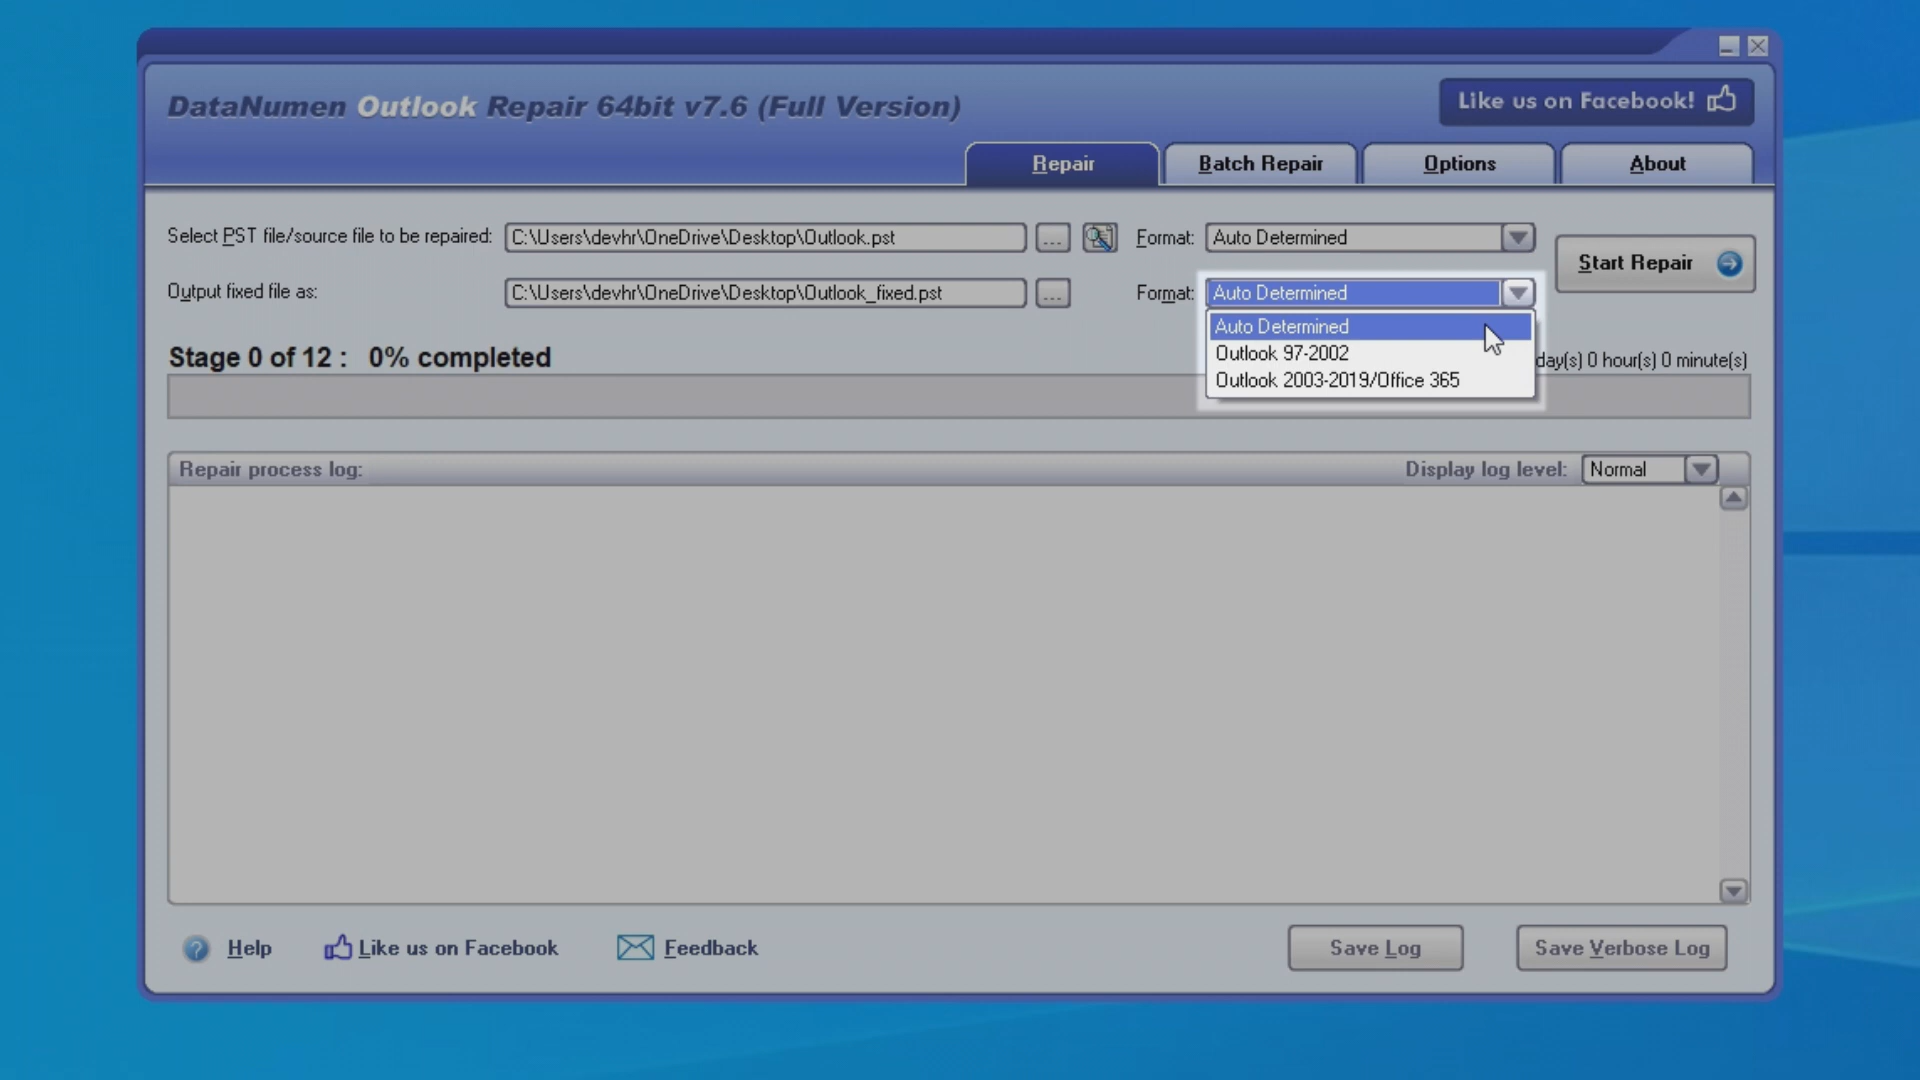 DataNumen Outlook Repair 64bit v7.6 (Full Version)
Like us on Facebook!
Repair
Batch Repair
Options
About
Select PST file/source file to be repaired:
C:\Users\devhr\OneDrive\Desktop\Outlook.pst
...
Format:
Auto Determined
Start Repair
Output fixed file as:
C:\Users\devhr\OneDrive\Desktop\Outlook_fixed.pst
...
Format:
Auto Determined
Auto Determined
Outlook 97-2002
Outlook 2003-2019/Office 365
Stage 0 of 12 : 0% completed
day(s) 0 hour(s) 0 minute(s)
Repair process log:
Display log level:
Normal
? Help
Like us on Facebook
Feedback
Save Log
Save Verbose Log